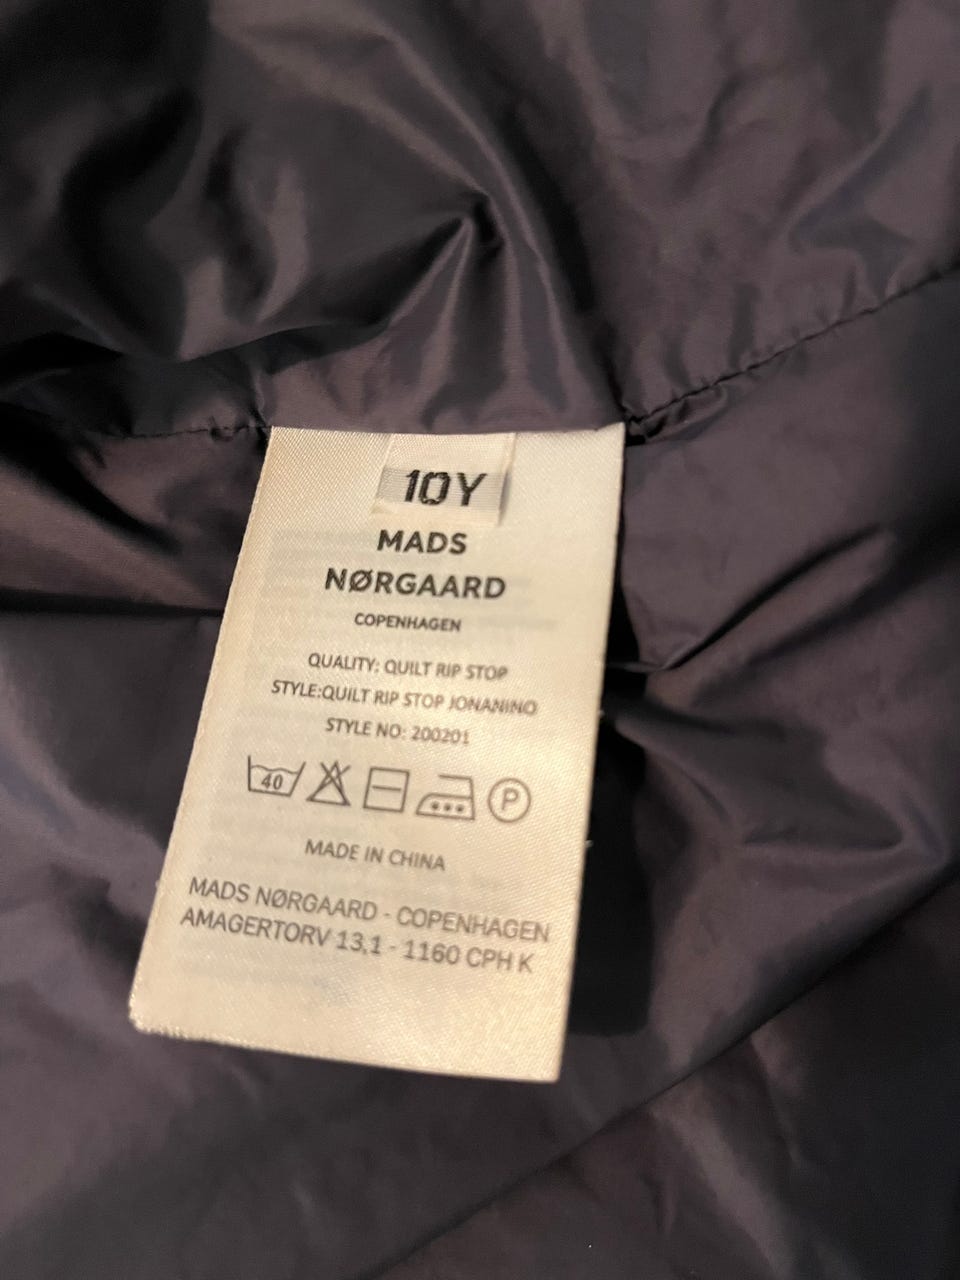 10Y
MADS
NØRGAARD
COPENHAGEN
QUALITY: QUILT RIP STOP
STYLE:QUILT RIP STOP JONANINO
STYLE NO: 200201
40
P
MADE IN CHINA
MADS NØRGAARD - COPENHAGEN
AMAGERTORV 13,1 - 1160 CPH K